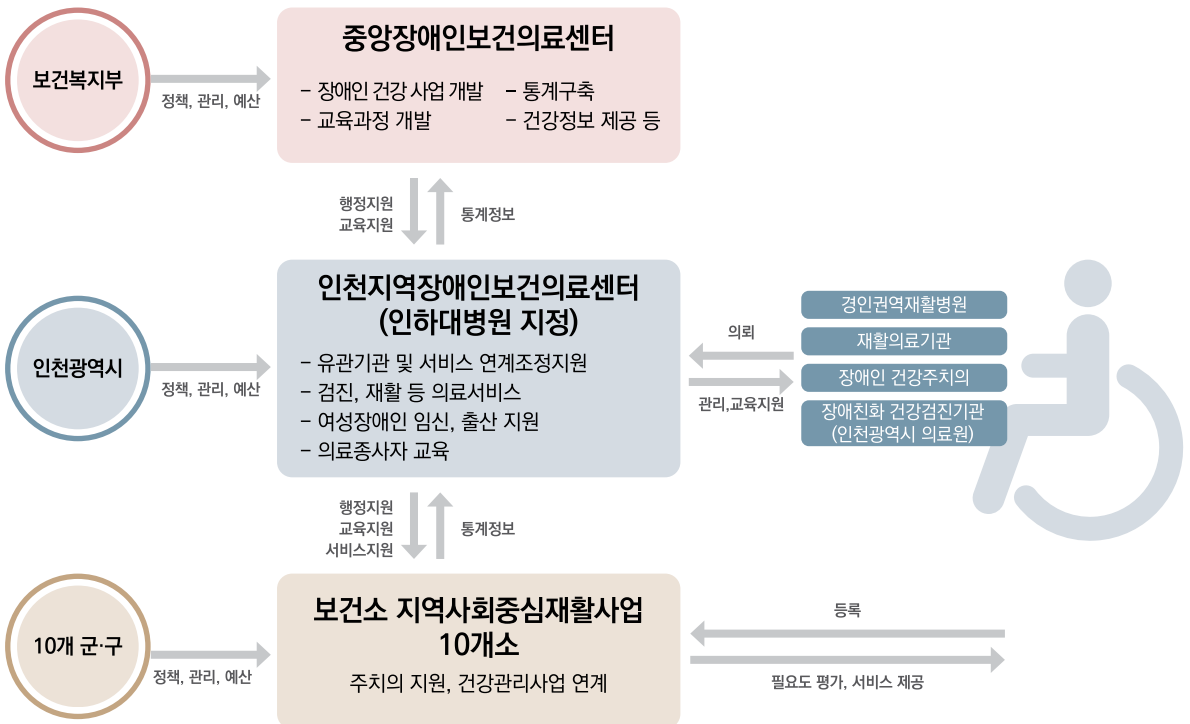 보건복지부
정책, 관리, 예산
중앙장애인보건의료센터
- 장애인 건강 사업 개발
- 통계구축
- 교육과정 개발
- 건강정보 제공 등
행정지원
교육지원
통계정보
인천광역시
정책, 관리, 예산
인천지역장애인보건의료센터
(인하대병원 지정)
- 유관기관 및 서비스 연계조정지원
- 검진, 재활 등 의료서비스
- 여성장애인 임신, 출산 지원
- 의료종사자 교육
의뢰
관리,교육지원
경인권역재활병원
재활의료기관
장애인 건강주치의
장애친화 건강검진기관
(인천광역시 의료원)
행정지원
교육지원
서비스지원
통계정보
10개 군·구
정책, 관리, 예산
보건소 지역사회중심재활사업
10개소
주치의 지원, 건강관리사업 연계
등록
필요도 평가, 서비스 제공